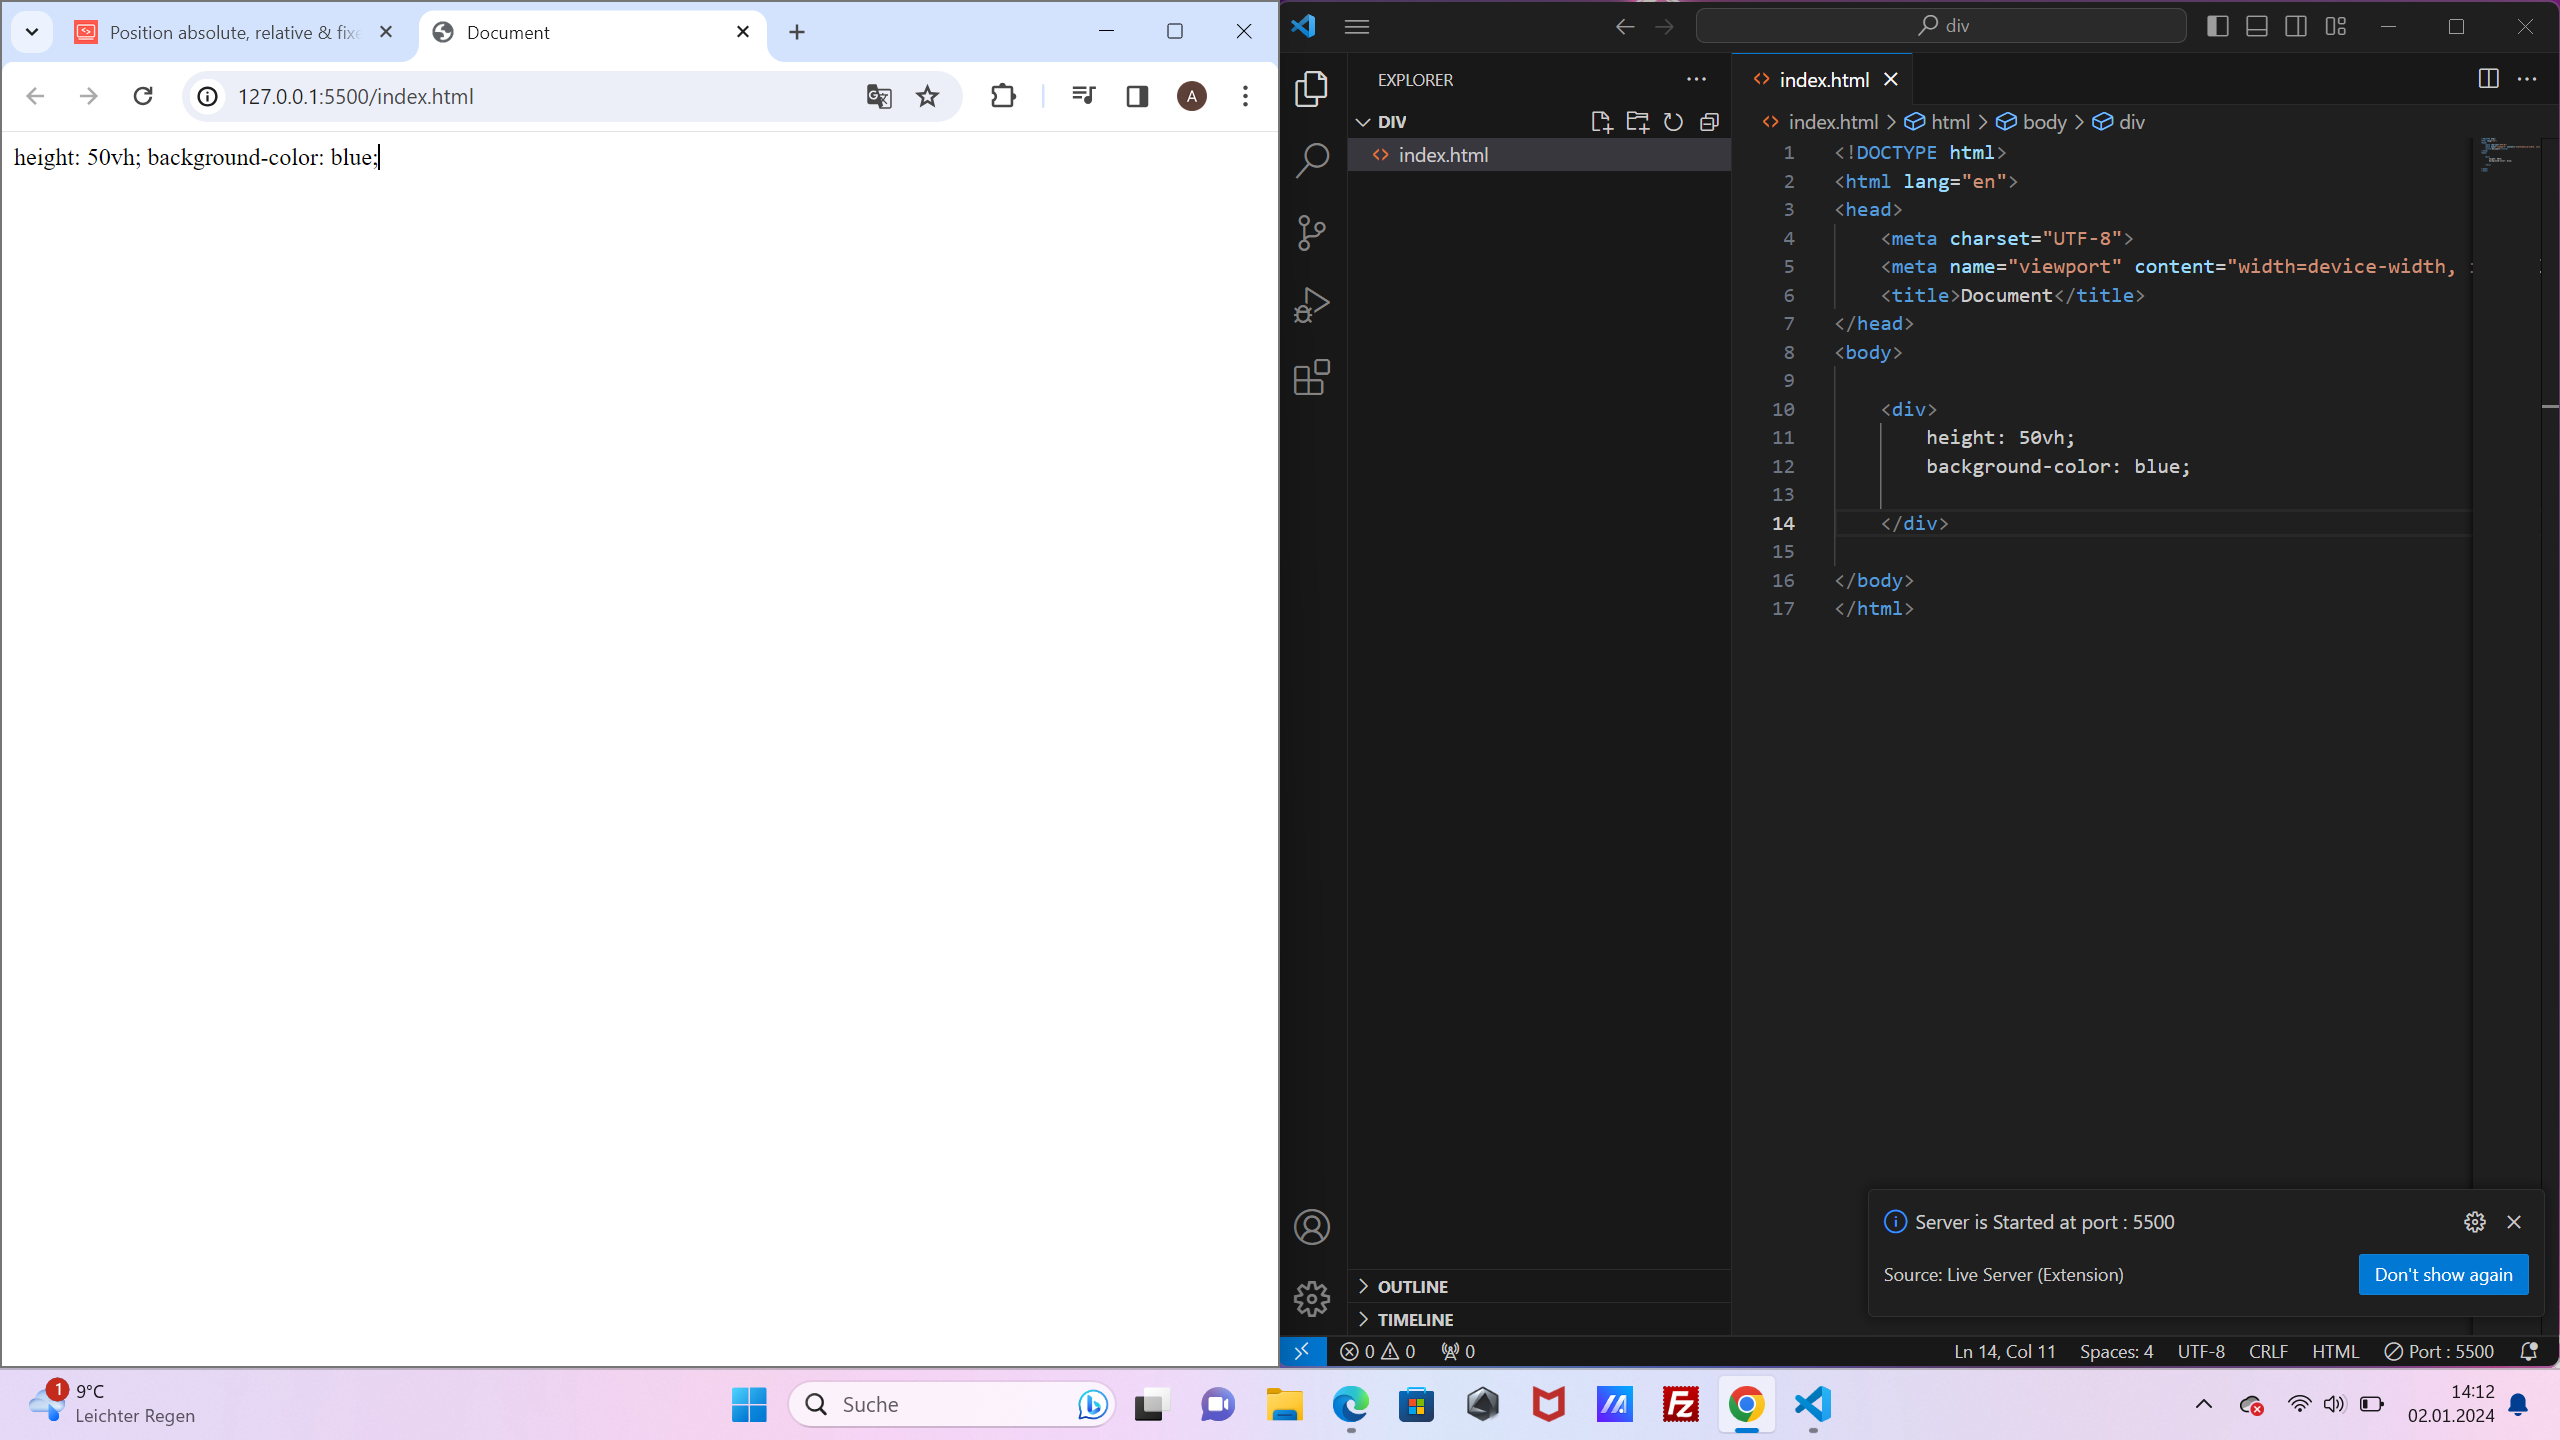 Position absolute, relative & fixe
Document
127.0.0.1:5500/index.html
A
height: 50vh; background-color: blue;
div
EXPLORER
DIV
index.html
index.html
index.html > html > body > div
1 <!DOCTYPE html>
2 <html lang="en">
3 <head>
4 <meta charset="UTF-8">
5 <meta name="viewport" content="width=device-width,
6 <title>Document</title>
7 </head>
8 <body>
9
10 <div>
11 height: 50vh;
12 background-color: blue;
13
14 </div>
15
16 </body>
17 </html>
Server is Started at port : 5500
Source: Live Server (Extension)
Don't show again
OUTLINE
TIMELINE
0 0 0
Ln 14, Col 11 Spaces: 4 UTF-8 CRLF HTML Port : 5500
1
9°C
Leichter Regen
Suche
Fz
14:12
02.01.2024